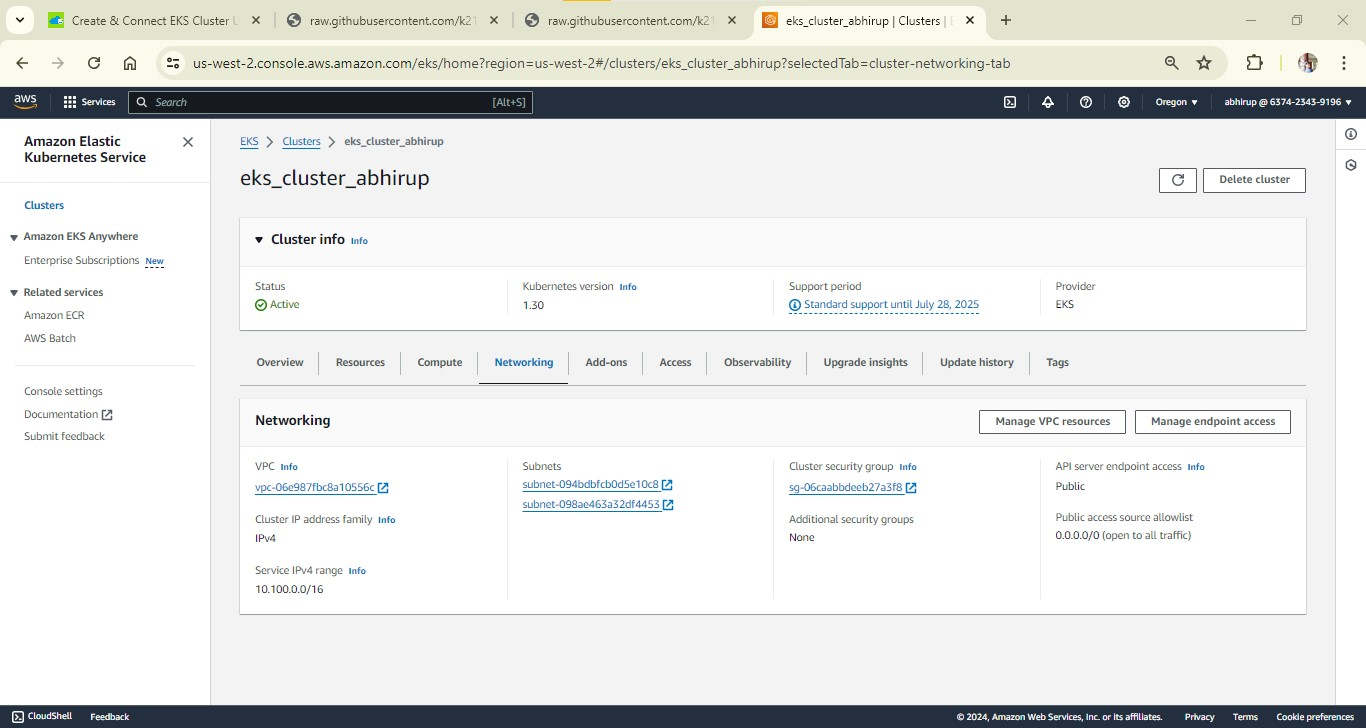 Create & Connect EKS Cluster U
raw.githubusercontent.com/k21
raw.githubusercontent.com/k21
eks_cluster_abhirup | Clusters | E
us-west-2.console.aws.amazon.com/eks/home?region=us-west-2#/clusters/eks_cluster_abhirup?selectedTab=cluster-networking-tab
aws
Services
Search
[Alt+S]
Oregon
abhirup @ 6374-2343-9196
Amazon Elastic
Kubernetes Service
Clusters
Amazon EKS Anywhere
Enterprise Subscriptions New
Related services
Amazon ECR
AWS Batch
Console settings
Documentation
Submit feedback
EKS
Clusters
eks_cluster_abhirup
eks_cluster_abhirup
Delete cluster
Cluster info Info
Status
Active
Kubernetes version Info
1.30
Support period
Standard support until July 28, 2025
Provider
EKS
Overview
Resources
Compute
Networking
Add-ons
Access
Observability
Upgrade insights
Update history
Tags
Networking
Manage VPC resources
Manage endpoint access
VPC Info
vpc-06e987fbc8a10556c
Cluster IP address family Info
IPv4
Service IPv4 range Info
10.100.0.0/16
Subnets
subnet-094bdbfcb0d5e10c8
subnet-098ae463a32df4453
Cluster security group Info
sg-06caabbdeeb27a3f8
Additional security groups
None
API server endpoint access Info
Public
Public access source allowlist
0.0.0.0/0 (open to all traffic)
CloudShell
Feedback
© 2024, Amazon Web Services, Inc. or its affiliates.
Privacy
Terms
Cookie preferences